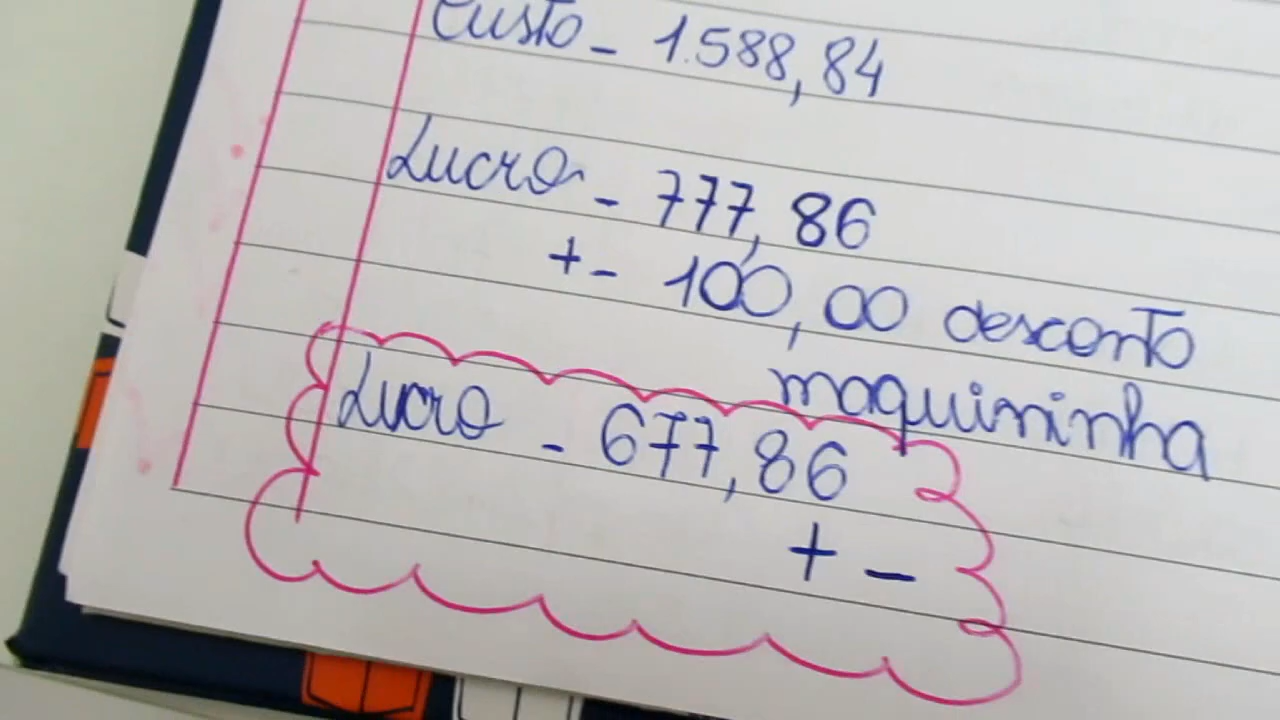 Custo - 1.588,84
Lucro - 777,86
+- 100,00 desconto
maquininha
Lucro - 677,86
+ -